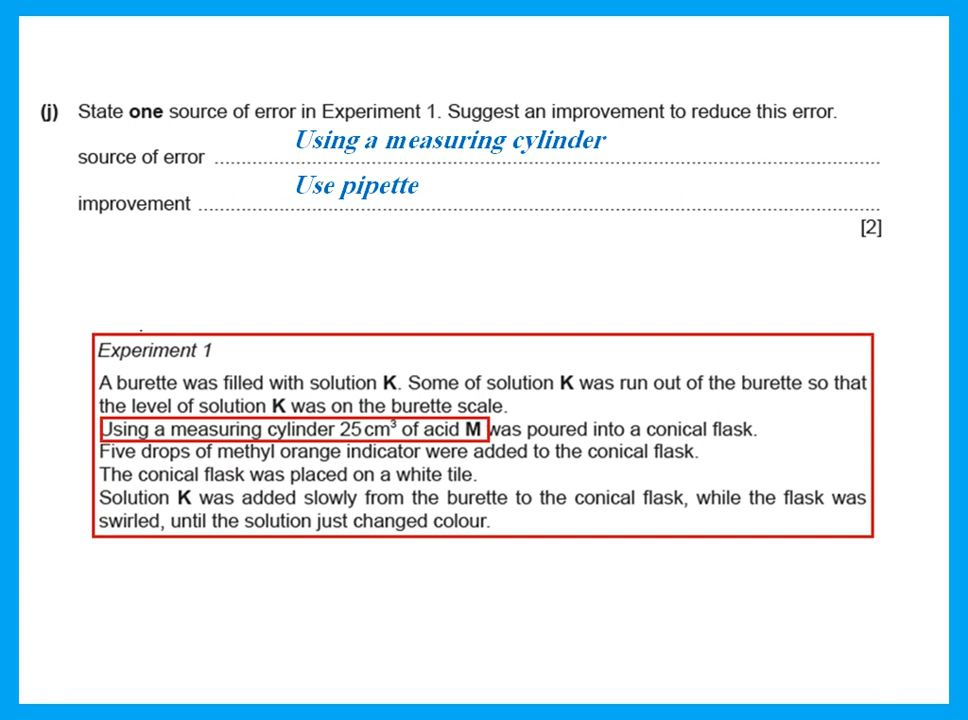 (j) State one source of error in Experiment 1. Suggest an improvement to reduce this error.
Using a measuring cylinder
source of error
Use pipette
improvement
[2]
Experiment 1
A burette was filled with solution K. Some of solution K was run out of the burette so that
the level of solution K was on the burette scale.
Using a measuring cylinder 25 cm³ of acid M was poured into a conical flask.
Five drops of methyl orange indicator were added to the conical flask.
The conical flask was placed on a white tile.
Solution K was added slowly from the burette to the conical flask, while the flask was
swirled, until the solution just changed colour.